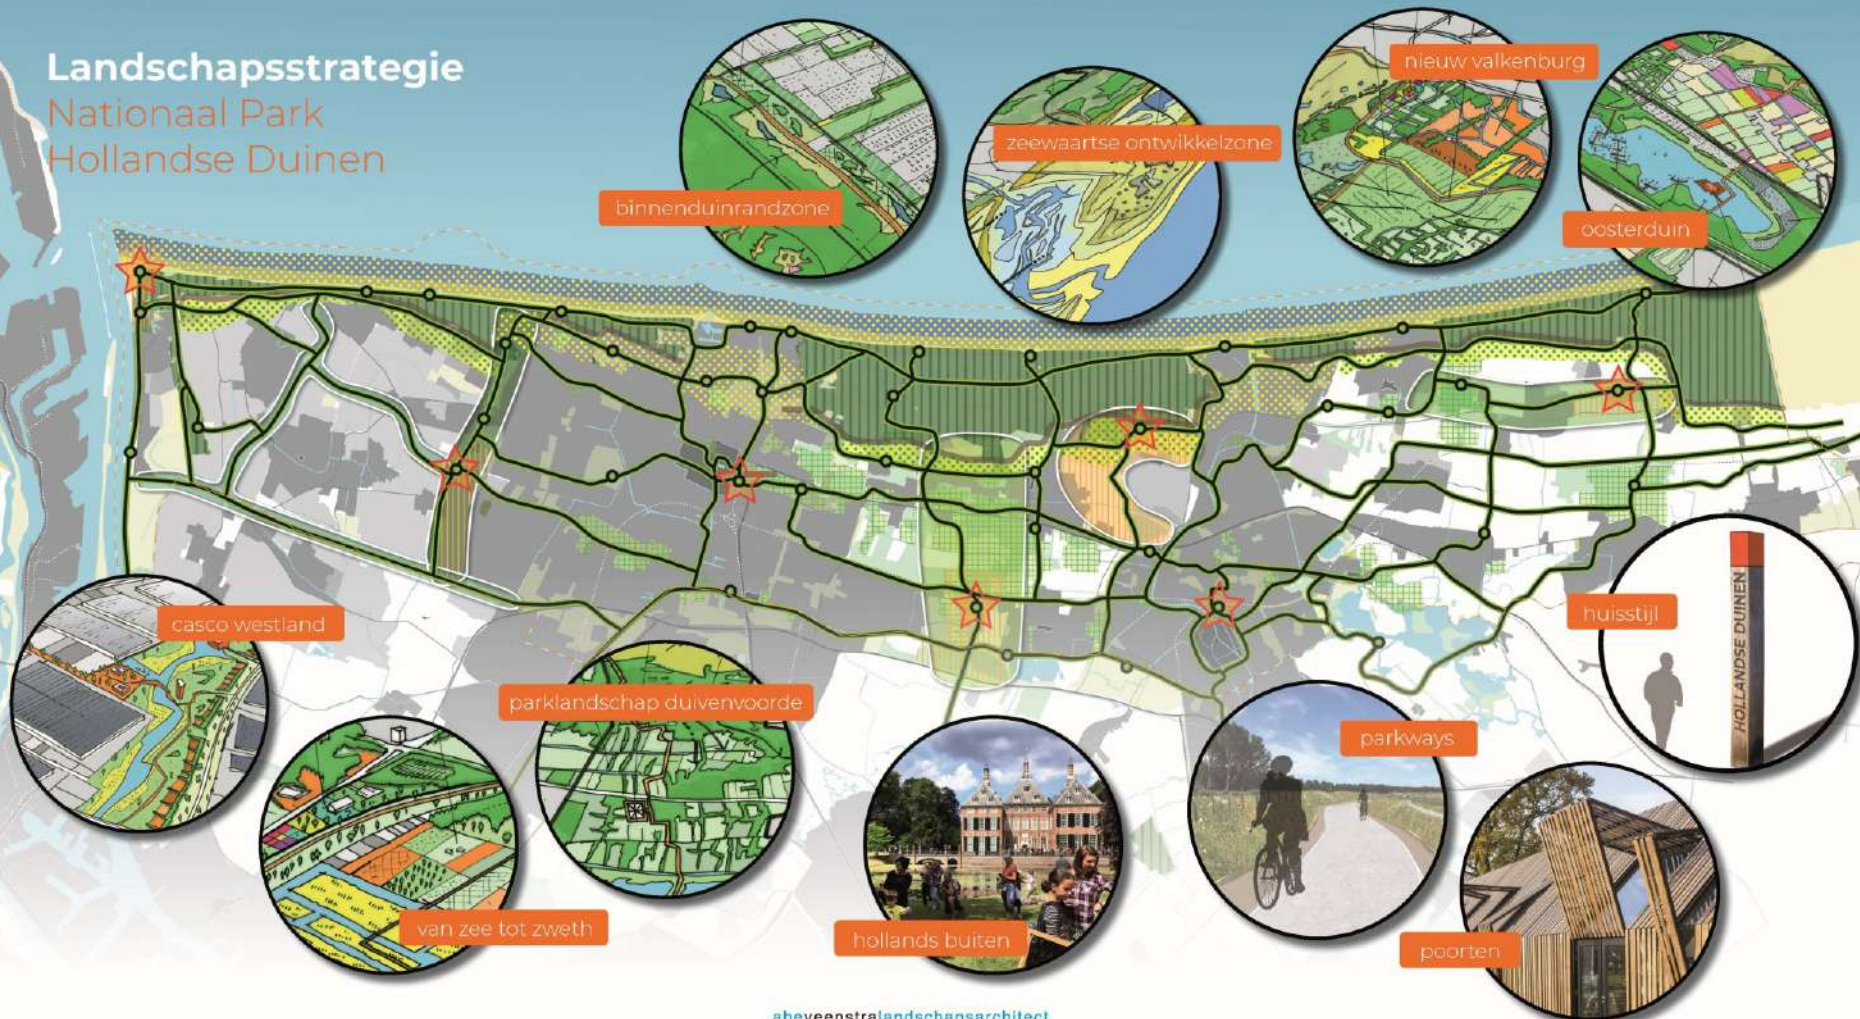 Landschapsstrategie
Nationaal Park
Hollandse Duinen
binnenduinrandzone
zeewaartse ontwikkelzone
nieuw valkenburg
oosterduin
casco westland
parklandschap duivenvoorde
van zee tot zweth
hollands buiten
parkways
huisstijl
HOLLANDSE DUINEN
poorten
abeveenstralandschapsarchitect